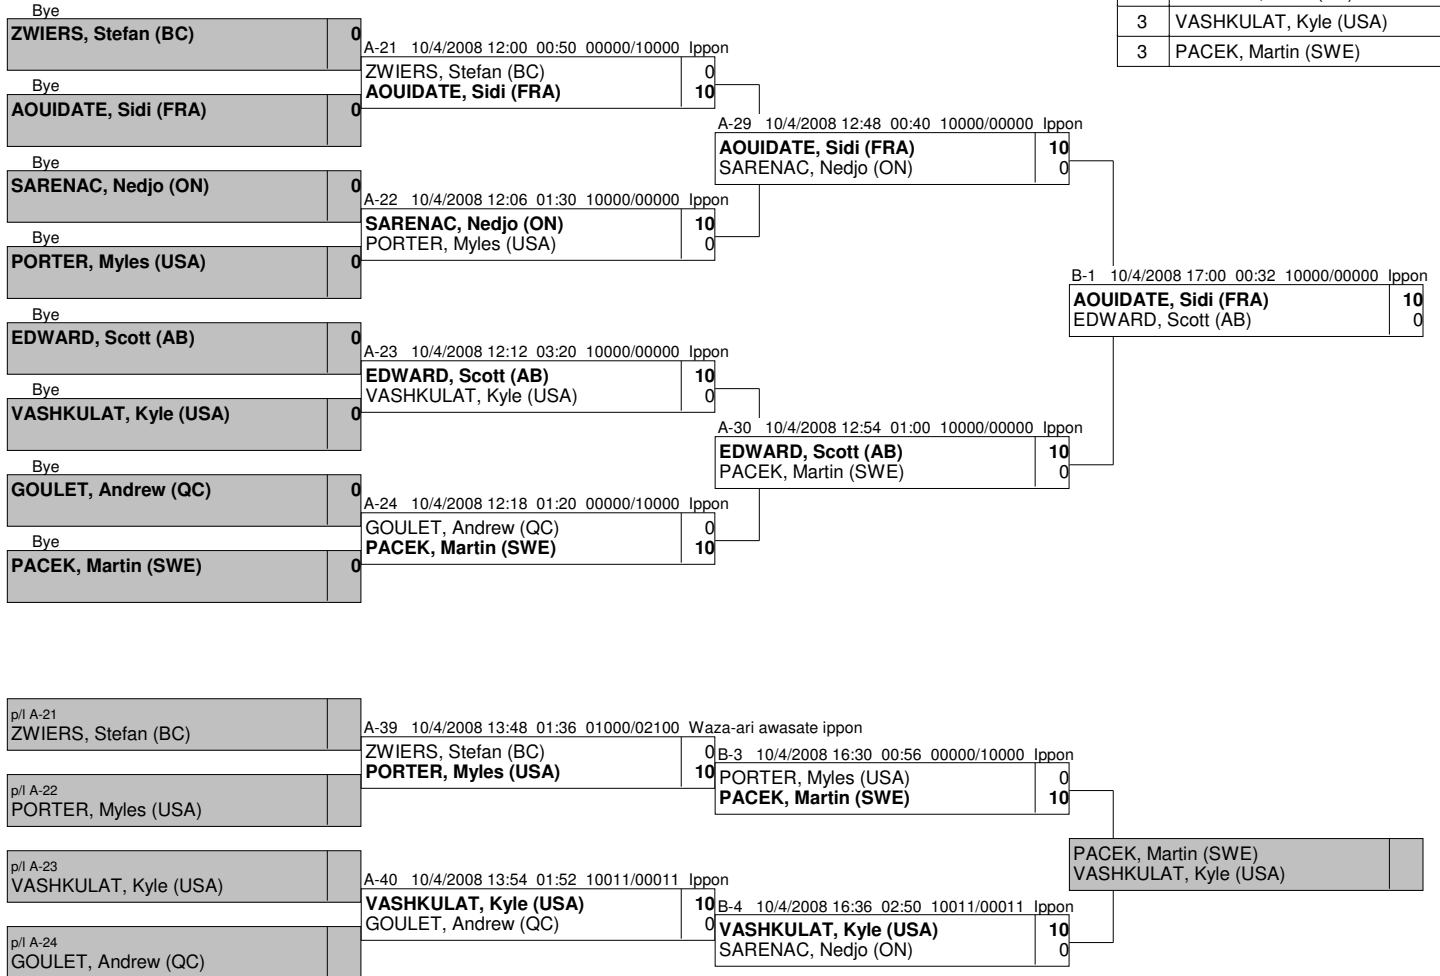 3 VASHKULAT, Kyle (USA)
3 PACEK, Martin (SWE)
Bye
ZWIERS, Stefan (BC) 0
Bye
AOUIDATE, Sidi (FRA) 0
Bye
SARENAC, Nedjo (ON) 0
Bye
PORTER, Myles (USA) 0
Bye
EDWARD, Scott (AB) 0
Bye
VASHKULAT, Kyle (USA) 0
Bye
GOULET, Andrew (QC) 0
Bye
PACEK, Martin (SWE) 0
A-21 10/4/2008 12:00 00:50 00000/10000 Ippon
ZWIERS, Stefan (BC) 0
AOUIDATE, Sidi (FRA) 10
A-22 10/4/2008 12:06 01:30 10000/00000 Ippon
SARENAC, Nedjo (ON) 10
PORTER, Myles (USA) 0
A-23 10/4/2008 12:12 03:20 10000/00000 Ippon
EDWARD, Scott (AB) 10
VASHKULAT, Kyle (USA) 0
A-24 10/4/2008 12:18 01:20 00000/10000 Ippon
GOULET, Andrew (QC) 0
PACEK, Martin (SWE) 10
A-29 10/4/2008 12:48 00:40 10000/00000 Ippon
AOUIDATE, Sidi (FRA) 10
SARENAC, Nedjo (ON) 0
A-30 10/4/2008 12:54 01:00 10000/00000 Ippon
EDWARD, Scott (AB) 10
PACEK, Martin (SWE) 0
B-1 10/4/2008 17:00 00:32 10000/00000 Ippon
AOUIDATE, Sidi (FRA) 10
EDWARD, Scott (AB) 0
p/l A-21
ZWIERS, Stefan (BC)
p/l A-22
PORTER, Myles (USA)
p/l A-23
VASHKULAT, Kyle (USA)
p/l A-24
GOULET, Andrew (QC)
A-39 10/4/2008 13:48 01:36 01000/02100 Waza-ari awasate ippon
ZWIERS, Stefan (BC) 0
PORTER, Myles (USA) 10
A-40 10/4/2008 13:54 01:52 10011/00011 Ippon
VASHKULAT, Kyle (USA) 10
GOULET, Andrew (QC) 0
B-3 10/4/2008 16:30 00:56 00000/10000 Ippon
PORTER, Myles (USA) 0
PACEK, Martin (SWE) 10
B-4 10/4/2008 16:36 02:50 10011/00011 Ippon
VASHKULAT, Kyle (USA) 10
SARENAC, Nedjo (ON) 0
PACEK, Martin (SWE)
VASHKULAT, Kyle (USA)